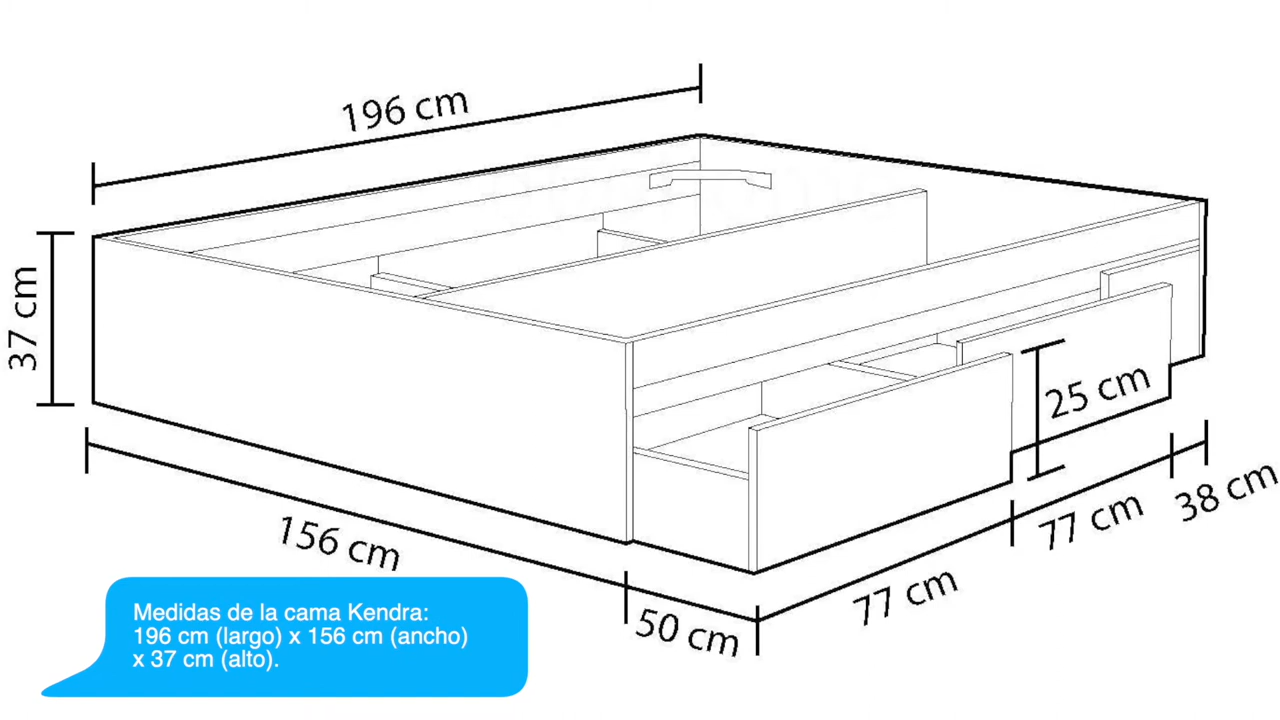 196 cm
37 cm
25 cm
156 cm
50 cm
77 cm
77 cm
38 cm
Medidas de la cama Kendra:
196 cm (largo) x 156 cm (ancho)
x 37 cm (alto).